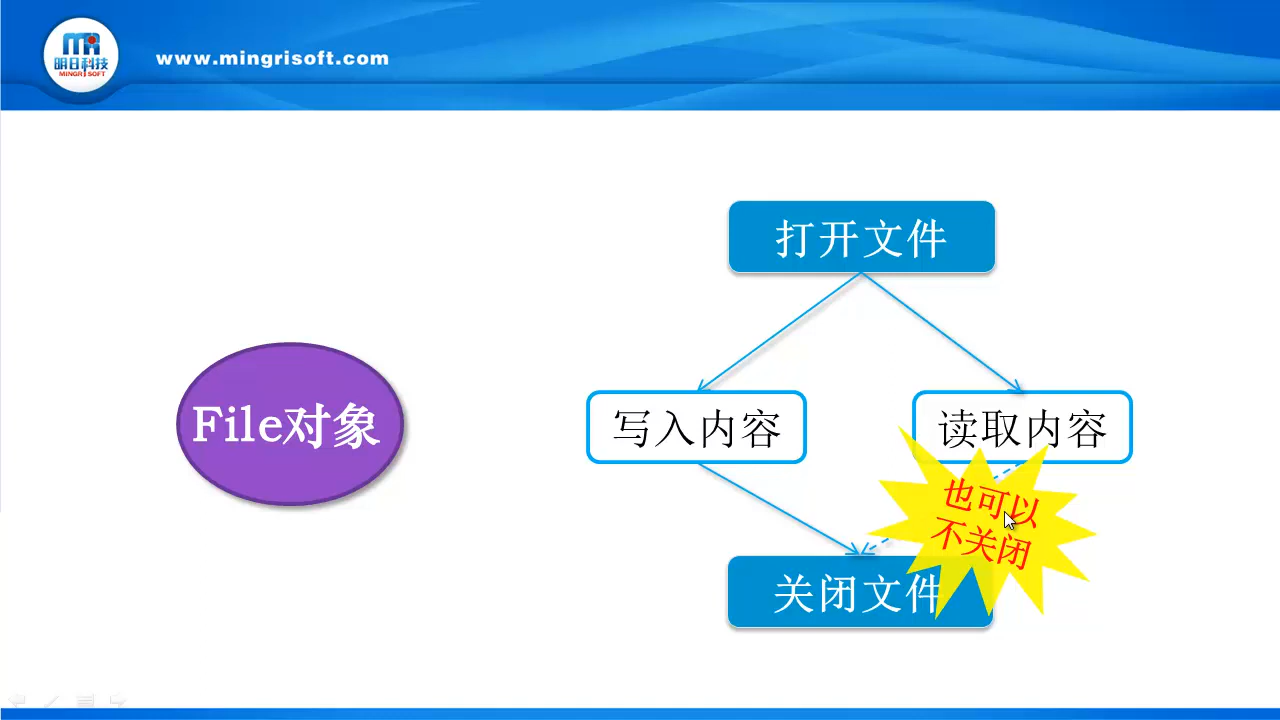 明日科技
MINGRISOFT
www.mingrisoft.com
打开文件
File对象
写入内容
读取内容
也可以
不关闭
关闭文件